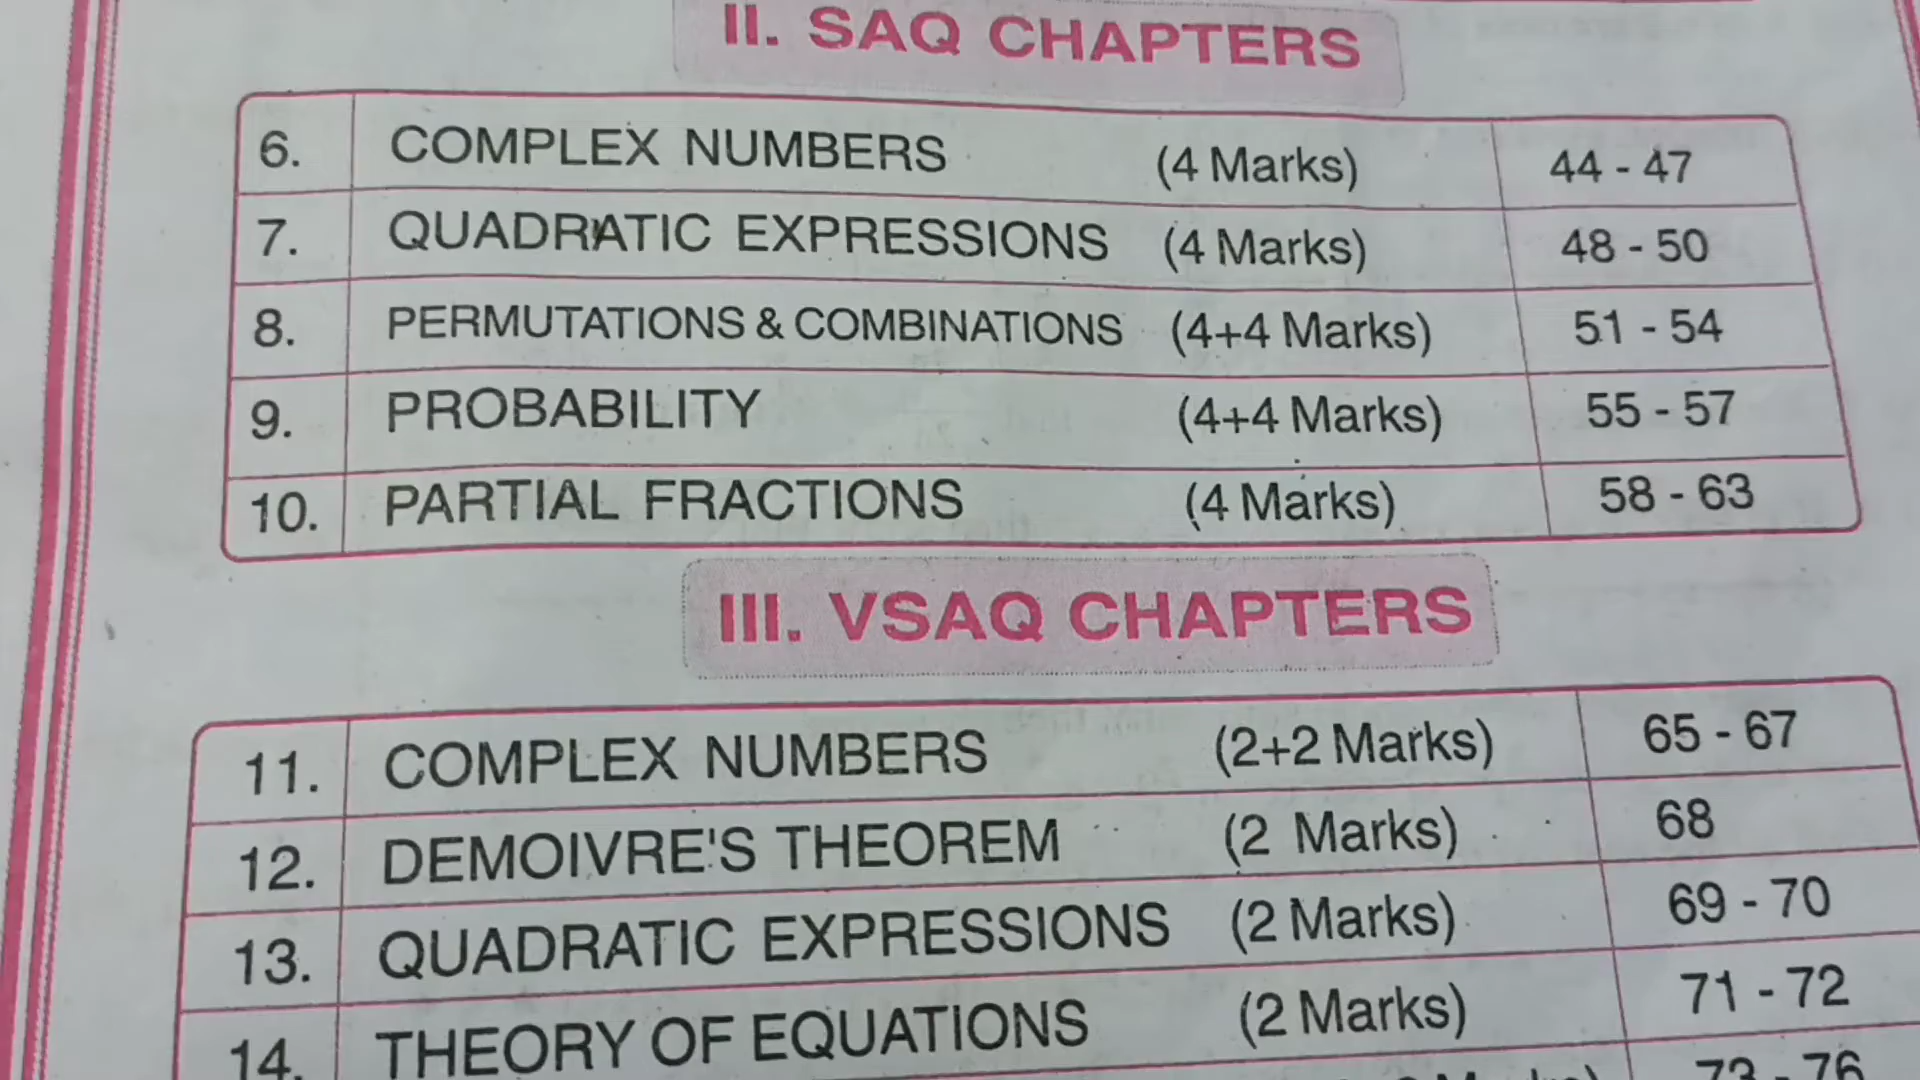 II. SAQ CHAPTERS
6. COMPLEX NUMBERS (4 Marks) 44 - 47
7. QUADRATIC EXPRESSIONS (4 Marks) 48 - 50
8. PERMUTATIONS & COMBINATIONS (4+4 Marks) 51 - 54
9. PROBABILITY (4+4 Marks) 55 - 57
10. PARTIAL FRACTIONS (4 Marks) 58 - 63
III. VSAQ CHAPTERS
11. COMPLEX NUMBERS (2+2 Marks) 65 - 67
12. DEMOIVRE'S THEOREM (2 Marks) 68
13. QUADRATIC EXPRESSIONS (2 Marks) 69 - 70
14. THEORY OF EQUATIONS (2 Marks) 71 - 72
73 - 76